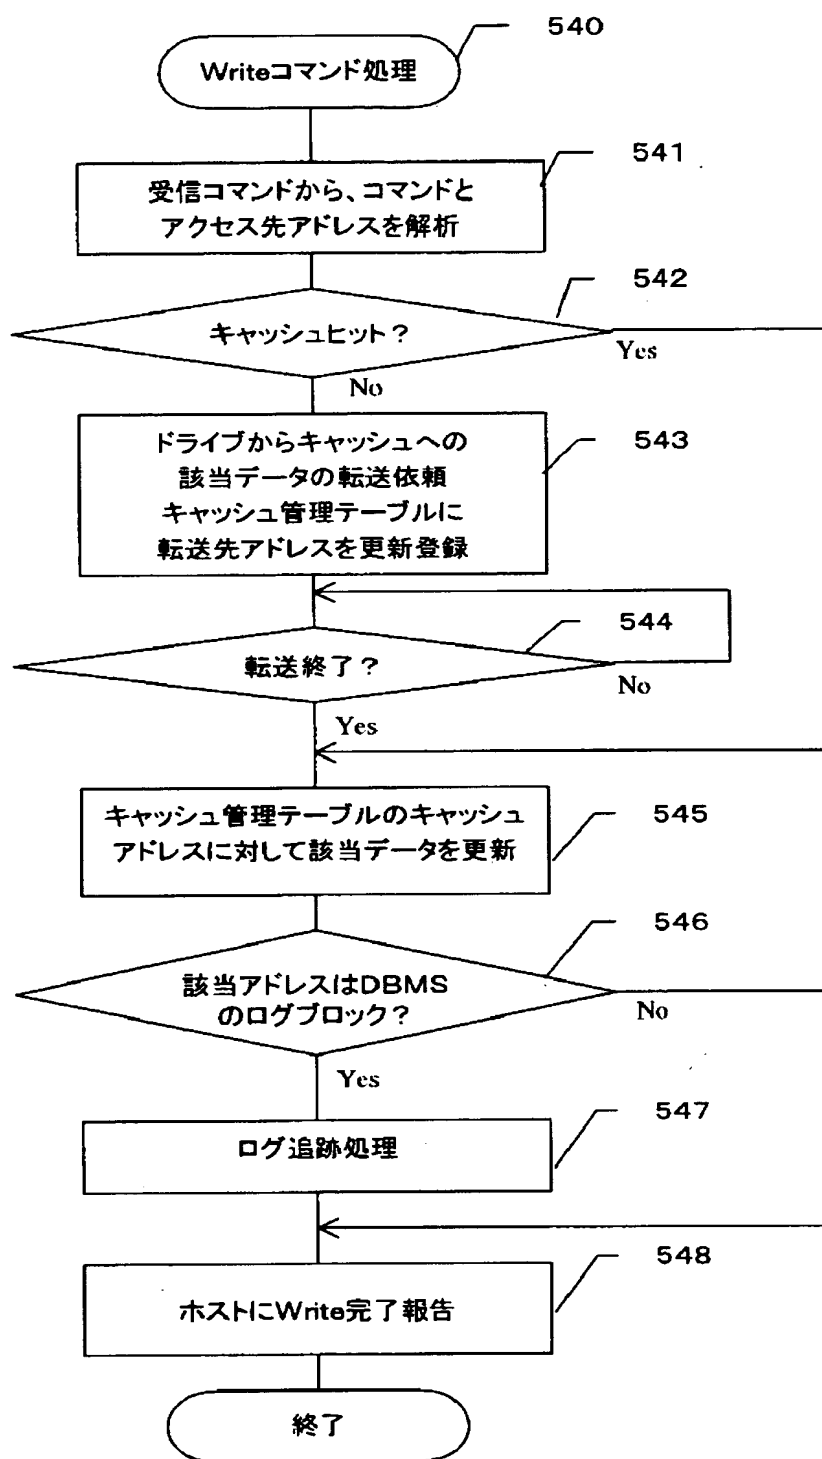 540
Writeコマンド処理
541
受信コマンドから、コマンドと
アクセス先アドレスを解析
542
キャッシュヒット?
Yes
No
543
ドライブからキャッシュへの
該当データの転送依頼
キャッシュ管理テーブルに
転送先アドレスを更新登録
544
転送終了?
No
Yes
545
キャッシュ管理テーブルのキャッシュ
アドレスに対して該当データを更新
546
該当アドレスはDBMS
のログブロック?
No
Yes
547
ログ追跡処理
548
ホストにWrite完了報告
終了